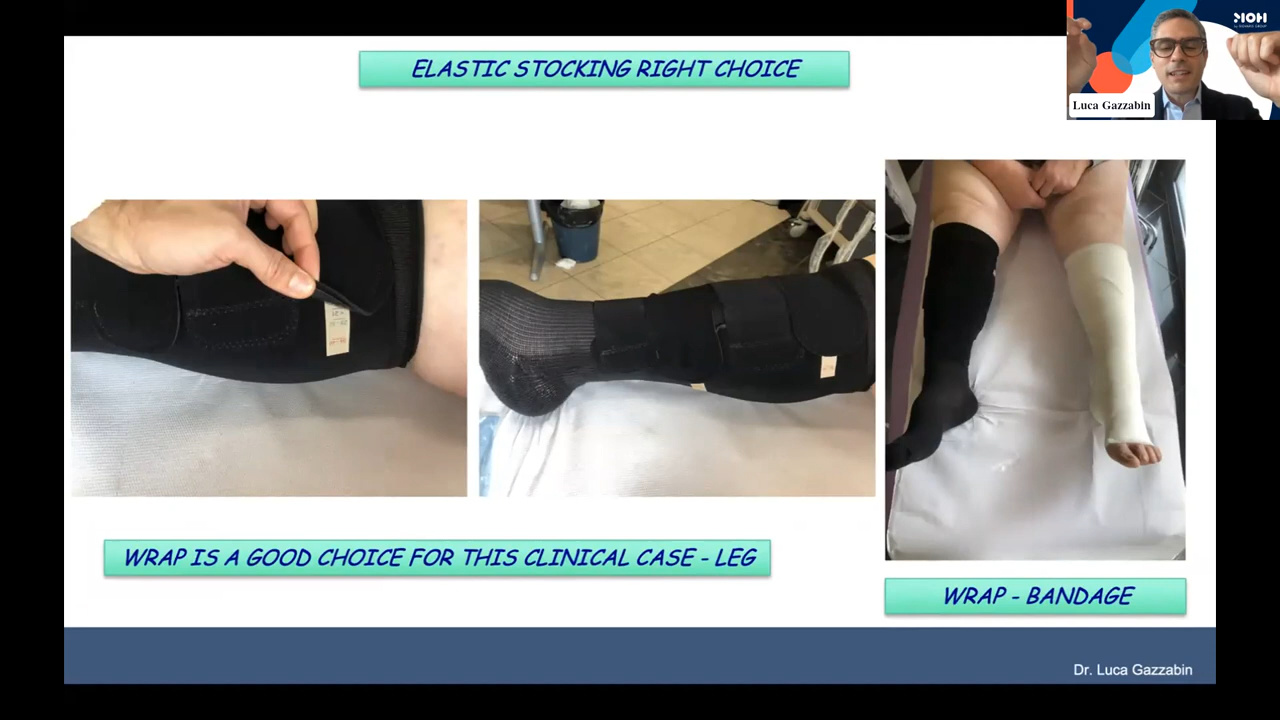 ELASTIC STOCKING RIGHT CHOICE
MOH
Luca Gazzabin
WRAP IS A GOOD CHOICE FOR THIS CLINICAL CASE - LEG
WRAP - BANDAGE
Dr. Luca Gazzabin